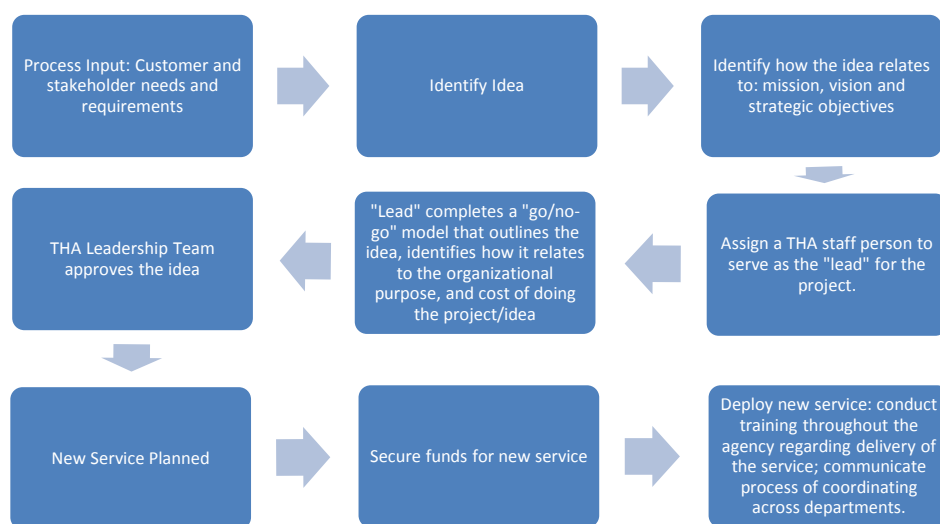 Process Input: Customer and
stakeholder needs and
requirements
Identify Idea
Identify how the idea relates
to: mission, vision and
strategic objectives
Assign a THA staff person to
serve as the "lead" for the
project.
"Lead" completes a "go/no-
go" model that outlines the
idea, identifies how it relates
to the organizational
purpose, and cost of doing
the project/idea
THA Leadership Team
approves the idea
New Service Planned
Secure funds for new service
Deploy new service: conduct
training throughout the
agency regarding delivery of
the service; communicate
process of coordinating
across departments.